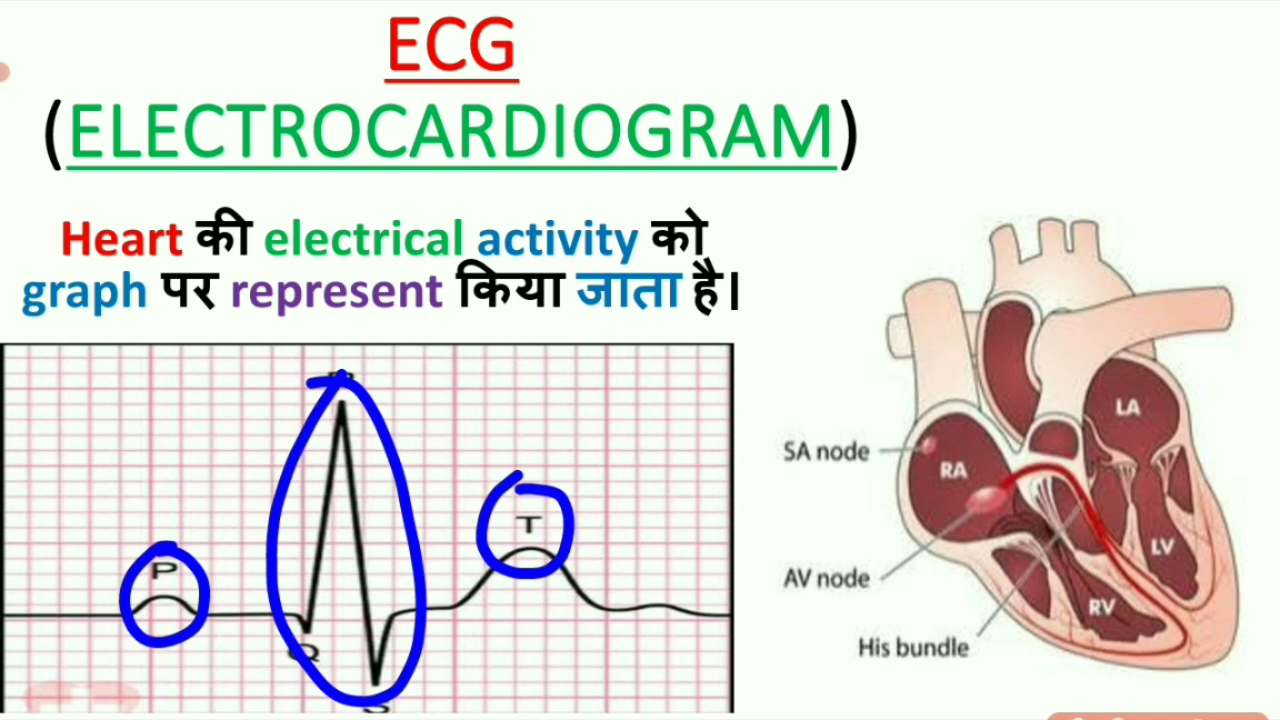 ECG
(ELECTROCARDIOGRAM)
Heart की electrical activity को
graph पर represent किया जाता है।
P
Q
T
SA node
RA
LA
AV node
LV
RV
His bundle